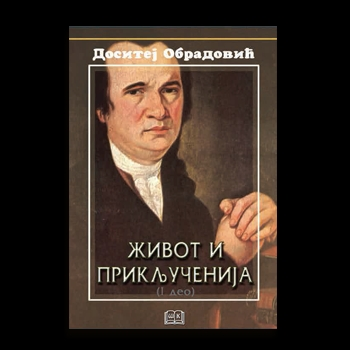 Доситеј Обрадовић
ЖИВОТ И
ПРИКЉУЧЕНИЈА
(I. део)